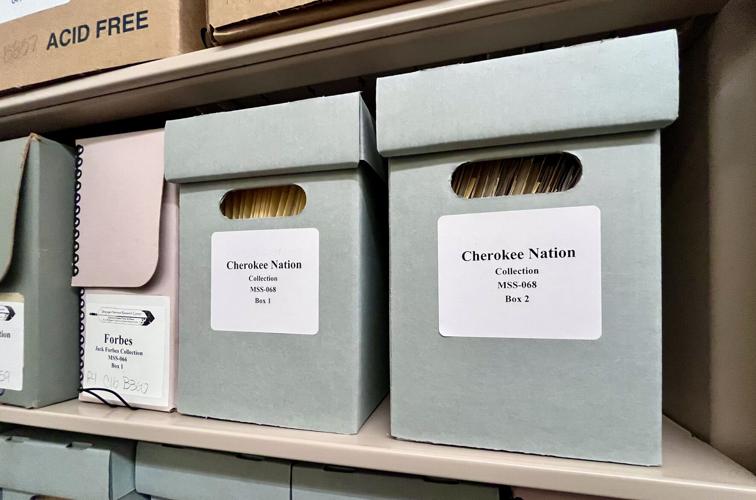 ACID FREE
Forbes
Jack Forbes Collection
MSS-066
Box 1
Cherokee Nation
Collection
MSS-068
Box 1
Cherokee Nation
Collection
MSS-068
Box 2